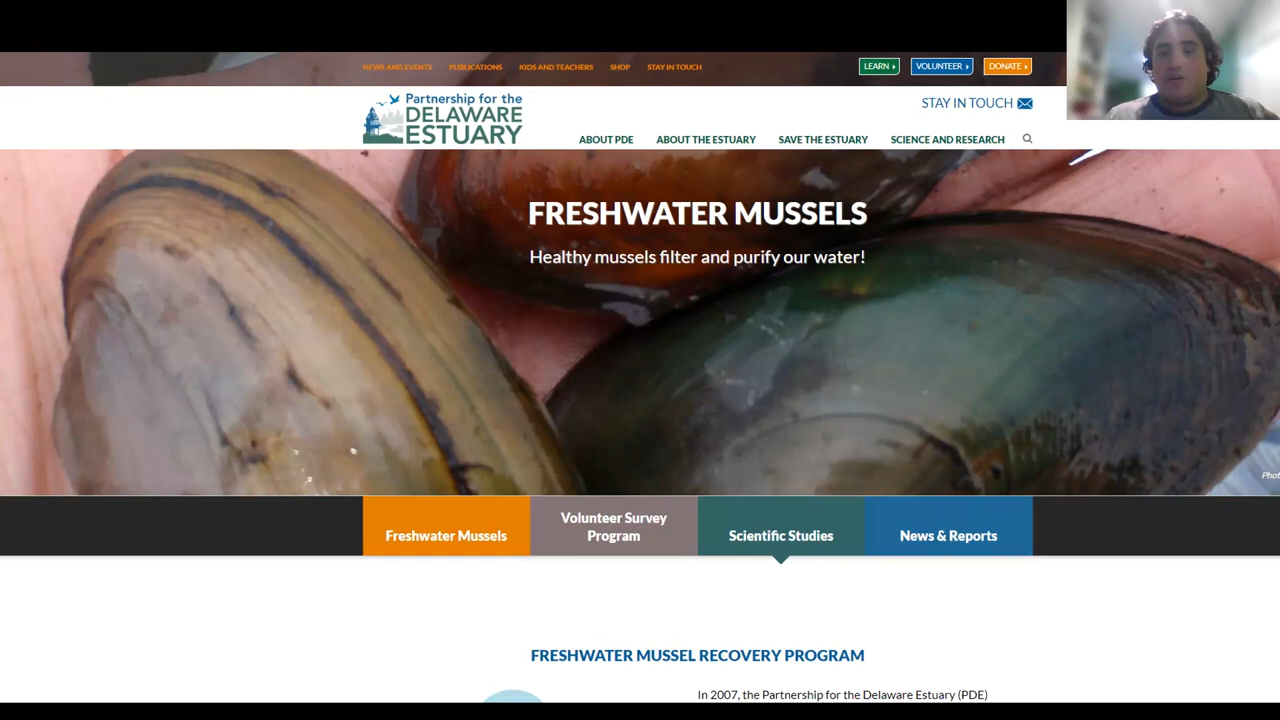 NEWS AND EVENTS PUBLICATIONS KIDS AND TEACHERS SHOP STAY IN TOUCH LEARN VOLUNTEER DONATE
Partnership for the
DELAWARE
ESTUARY
STAY IN TOUCH
ABOUT PDE ABOUT THE ESTUARY SAVE THE ESTUARY SCIENCE AND RESEARCH
FRESHWATER MUSSELS
Healthy mussels filter and purify our water!
Freshwater Mussels
Volunteer Survey
Program
Scientific Studies
News & Reports
FRESHWATER MUSSEL RECOVERY PROGRAM
In 2007, the Partnership for the Delaware Estuary (PDE)